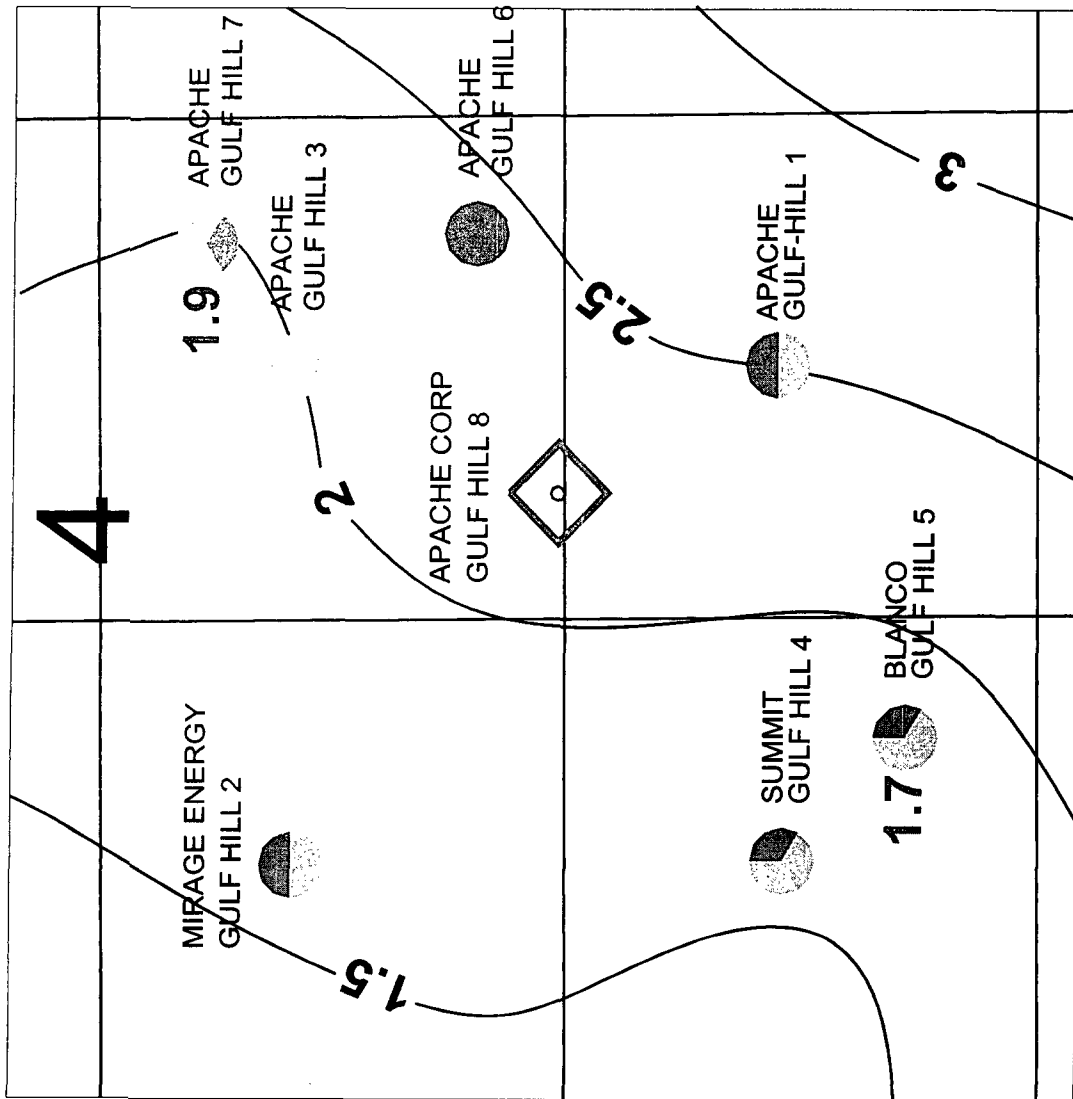 4
APACHE
GULF HILL 7
1.9
APACHE
GULF HILL 3
APACHE
GULF HILL 6
2
APACHE CORP
GULF HILL 8
2.5
APACHE
GULF-HILL 1
3
MIRAGE ENERGY
GULF HILL 2
1.5
SUMMIT
GULF HILL 4
BLANCO
GULF HILL 5
1.7